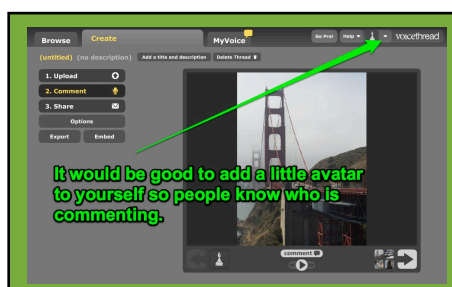 Browse Create MyVoice Go Pro! Help voicethread
(untitled) (no description) Add a title and description Delete Thread
1. Upload
2. Comment
3. Share
Options
Export Embed
It would be good to add a little avatar
to yourself so people know who is
commenting.
comment